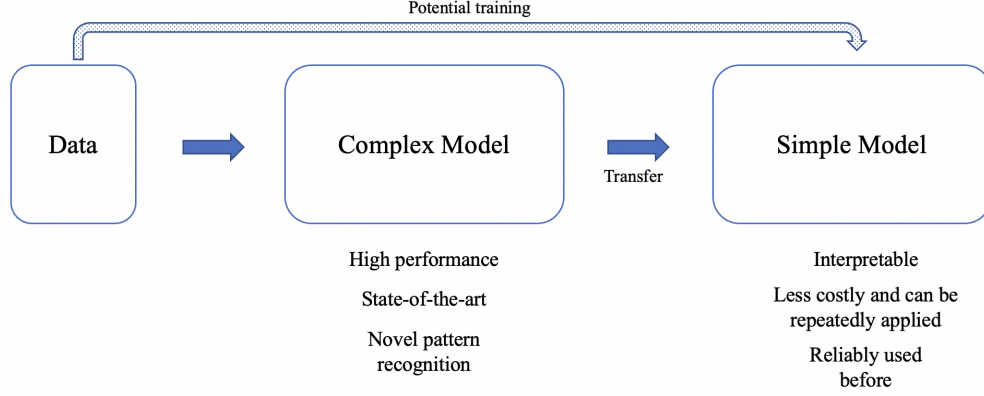 Potential training
Data
Complex Model
Transfer
Simple Model
High performance
State-of-the-art
Novel pattern
recognition
Interpretable
Less costly and can be
repeatedly applied
Reliably used
before